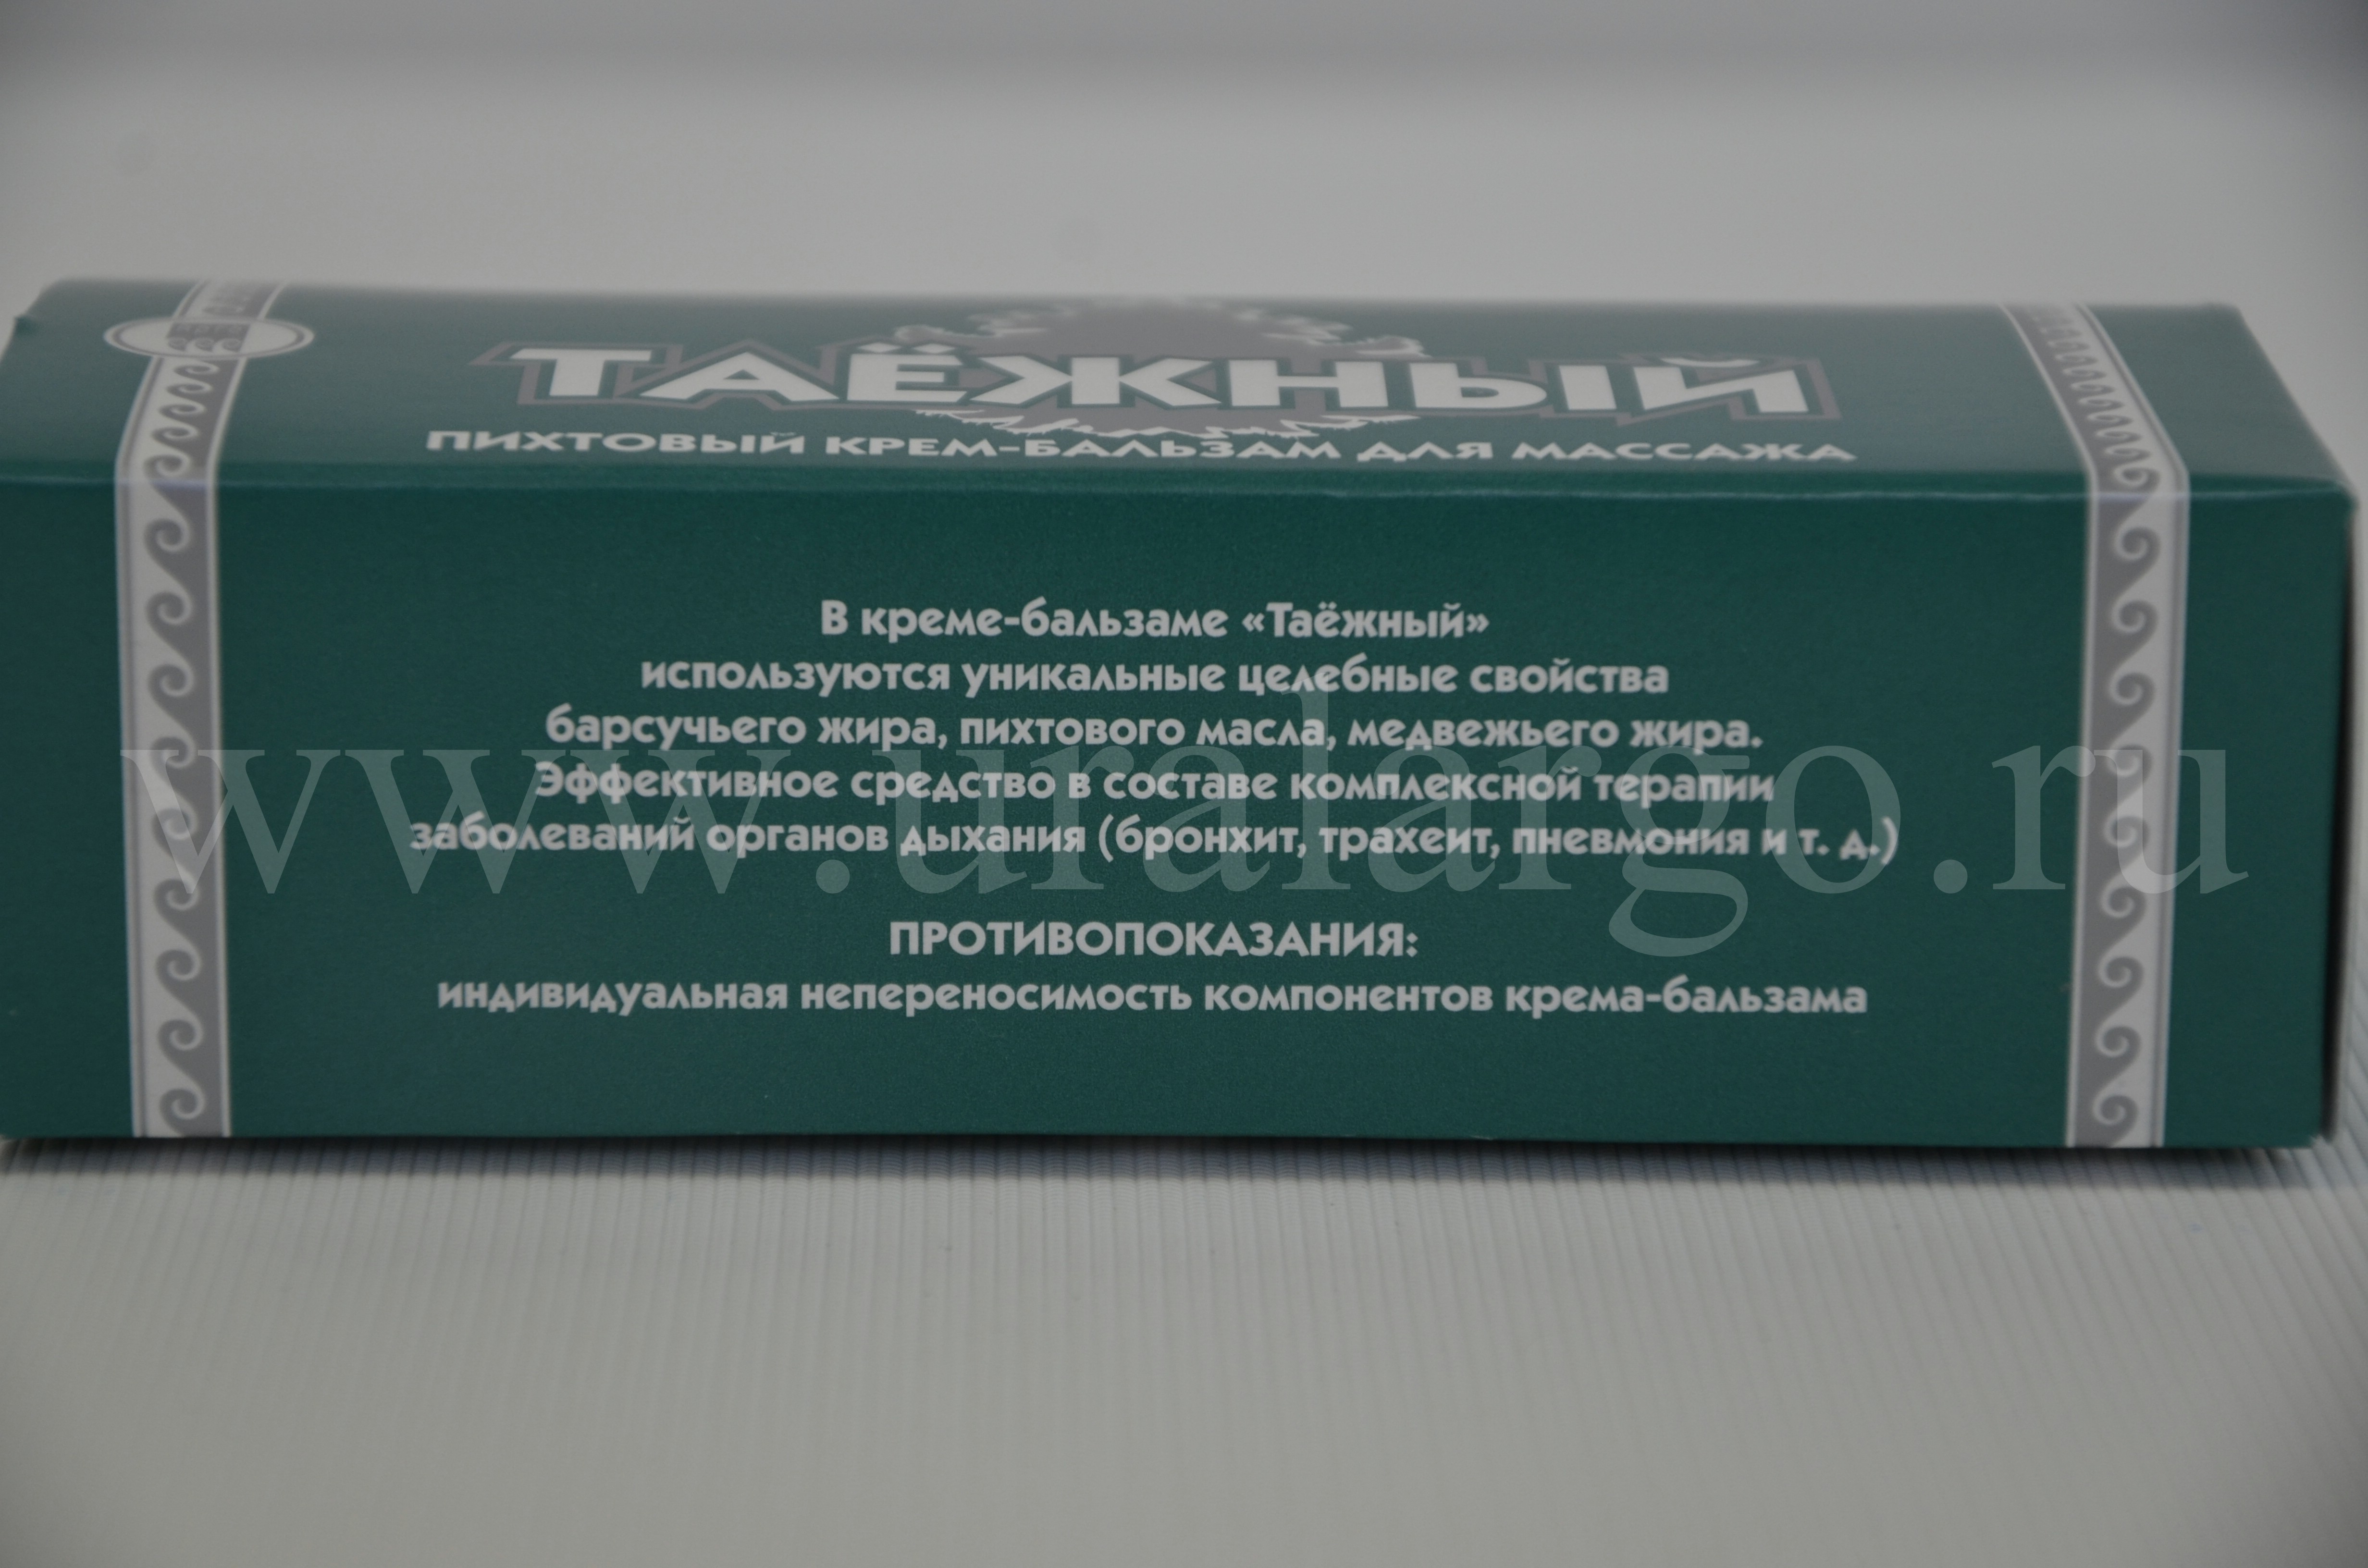 ТАЁЖНЫЙ
ПИХТОВЫЙ КРЕМ-БАЛЬЗАМ ДЛЯ МАССАЖА
В креме-бальзаме «Таёжный»
используются уникальные целебные свойства
барсучьего жира, пихтового масла, медвежьего жира.
Эффективное средство в составе комплексной терапии
заболеваний органов дыхания (бронхит, трахеит, пневмония и т. д.)
www.uralargo.ru
ПРОТИВОПОКАЗАНИЯ:
индивидуальная непереносимость компонентов крема-бальзама